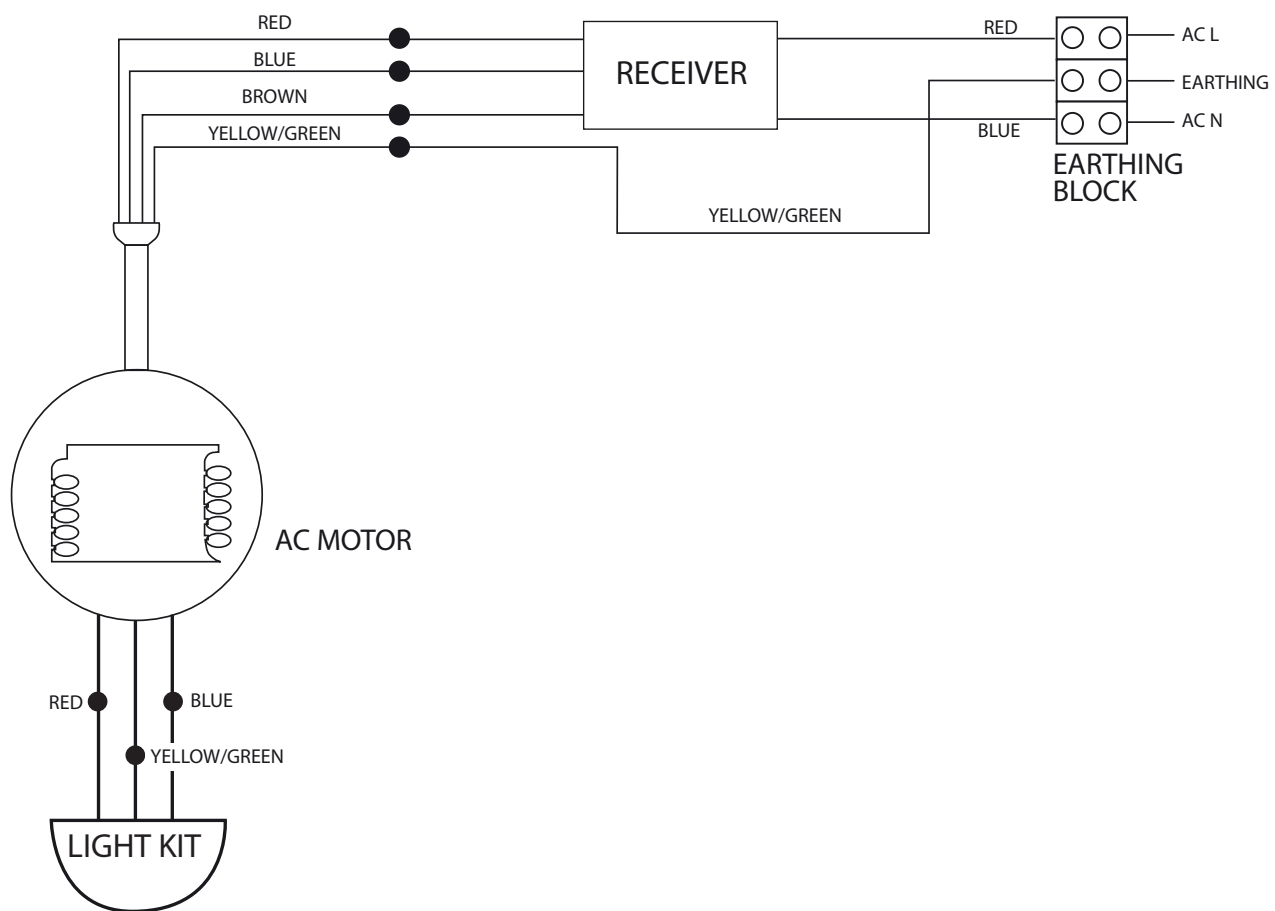 RED
RED
AC L
BLUE
RECEIVER
BROWN
EARTHING
YELLOW/GREEN
BLUE
AC N
EARTHING
BLOCK
YELLOW/GREEN
AC MOTOR
RED
BLUE
YELLOW/GREEN
LIGHT KIT